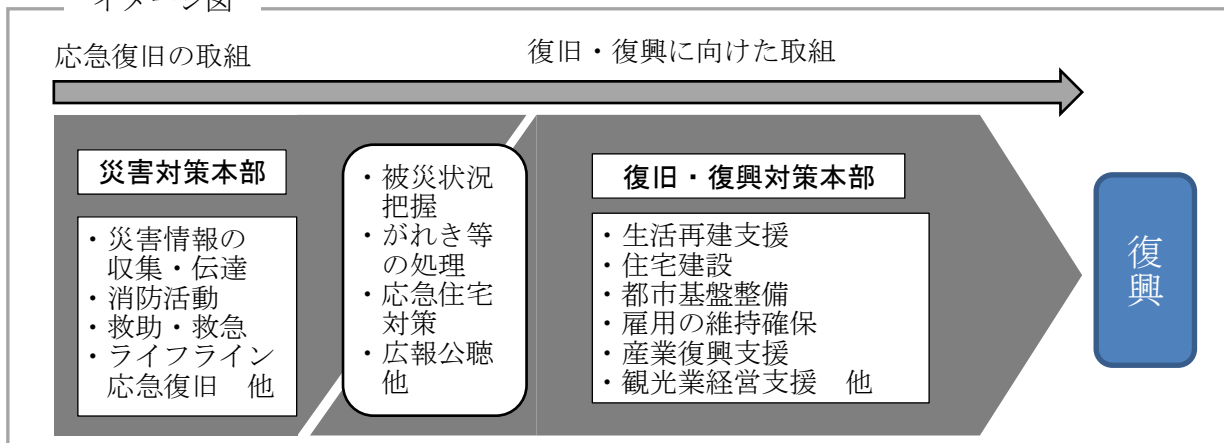 イメージ図
応急復旧の取組
復旧・復興に向けた取組
災害対策本部
・災害情報の
収集・伝達
・消防活動
・救助・救急
・ライフライン
応急復旧　他
・被災状況
把握
・がれき等
の処理
・応急住宅
対策
・広報公聴
他
復旧・復興対策本部
・生活再建支援
・住宅建設
・都市基盤整備
・雇用の維持確保
・産業復興支援
・観光業経営支援　他
復興